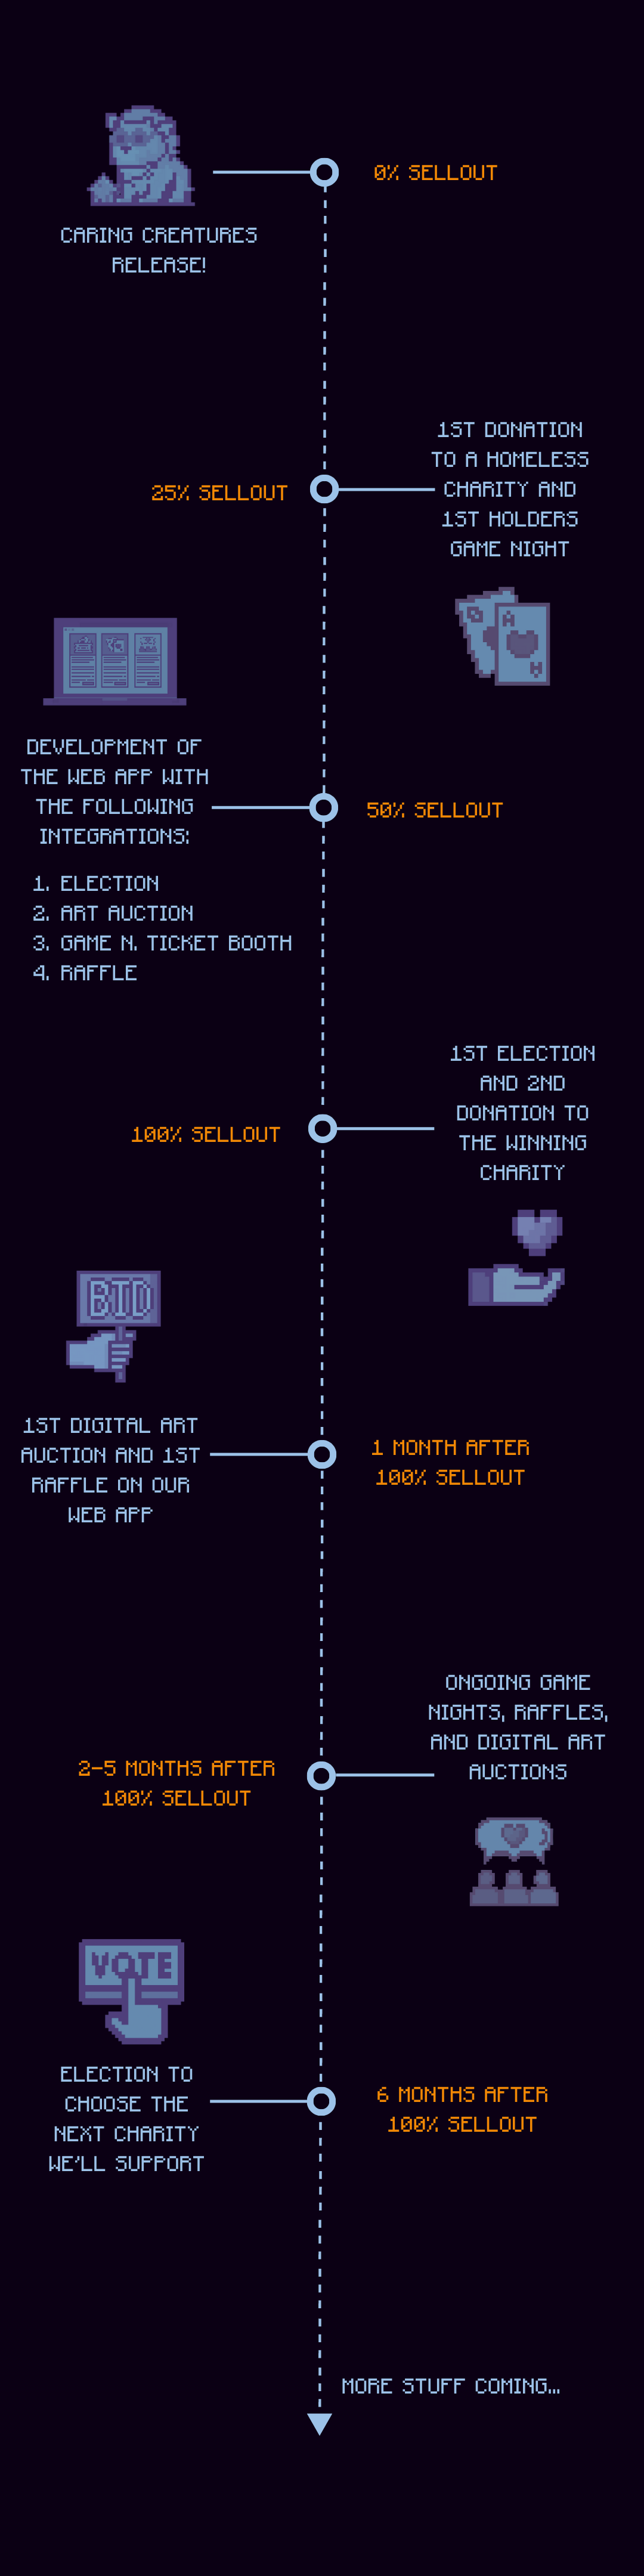 0% SELLOUT
CARING CREATURES
RELEASE!
1ST DONATION
TO A HOMELESS
CHARITY AND
1ST HOLDERS
GAME NIGHT
25% SELLOUT
A
DEVELOPMENT OF
THE WEB APP WITH
THE FOLLOWING
INTEGRATIONS:
50% SELLOUT
1. ELECTION
2. ART AUCTION
3. GAME N. TICKET BOOTH
4. RAFFLE
1ST ELECTION
AND 2ND
DONATION TO
THE WINNING
CHARITY
100% SELLOUT
BID
1ST DIGITAL ART
AUCTION AND 1ST
RAFFLE ON OUR
WEB APP
1 MONTH AFTER
100% SELLOUT
ONGOING GAME
NIGHTS, RAFFLES,
AND DIGITAL ART
AUCTIONS
2-5 MONTHS AFTER
100% SELLOUT
VOTE
ELECTION TO
CHOOSE THE
NEXT CHARITY
WE'LL SUPPORT
6 MONTHS AFTER
100% SELLOUT
MORE STUFF COMING...